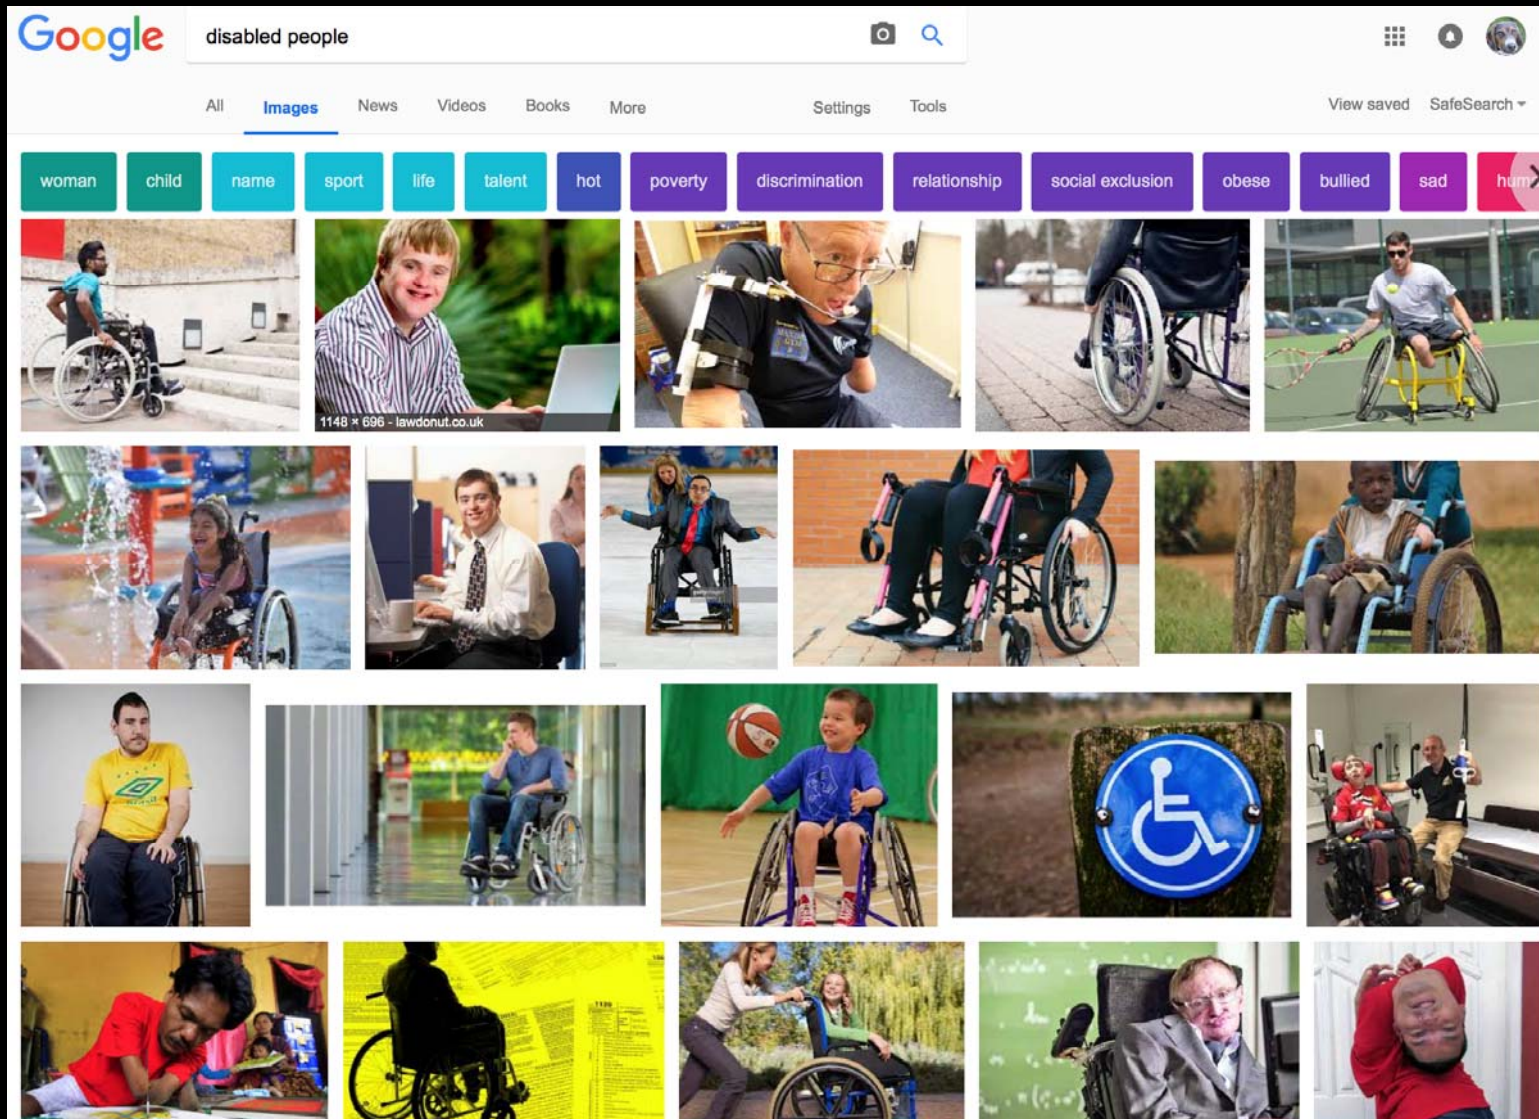 Google
disabled people
All Images News Videos Books More Settings Tools View saved SafeSearch
woman child name sport life talent hot poverty discrimination relationship social exclusion obese bullied sad hum
1148 × 696 - lawdonut.co.uk